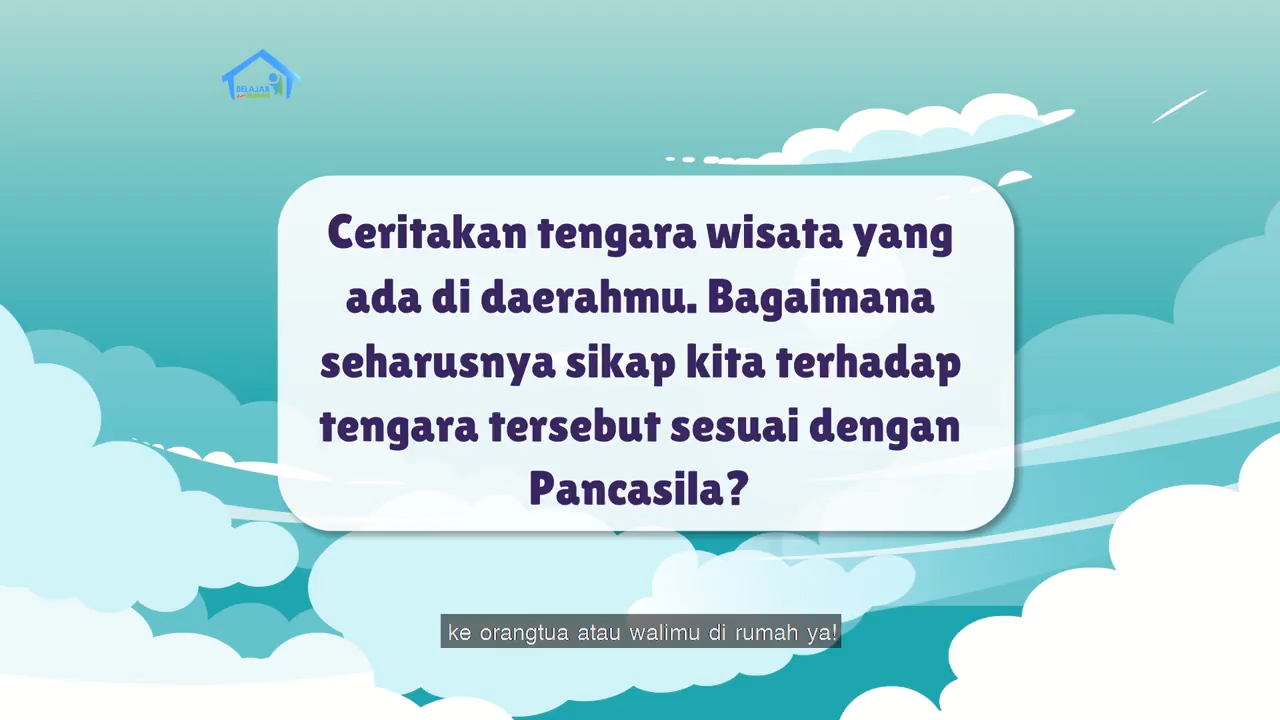 BELAJAR
Ceritakan tengara wisata yang
ada di daerahmu. Bagaimana
seharusnya sikap kita terhadap
tengara tersebut sesuai dengan
Pancasila?
ke orangtua atau walimu di rumah ya!